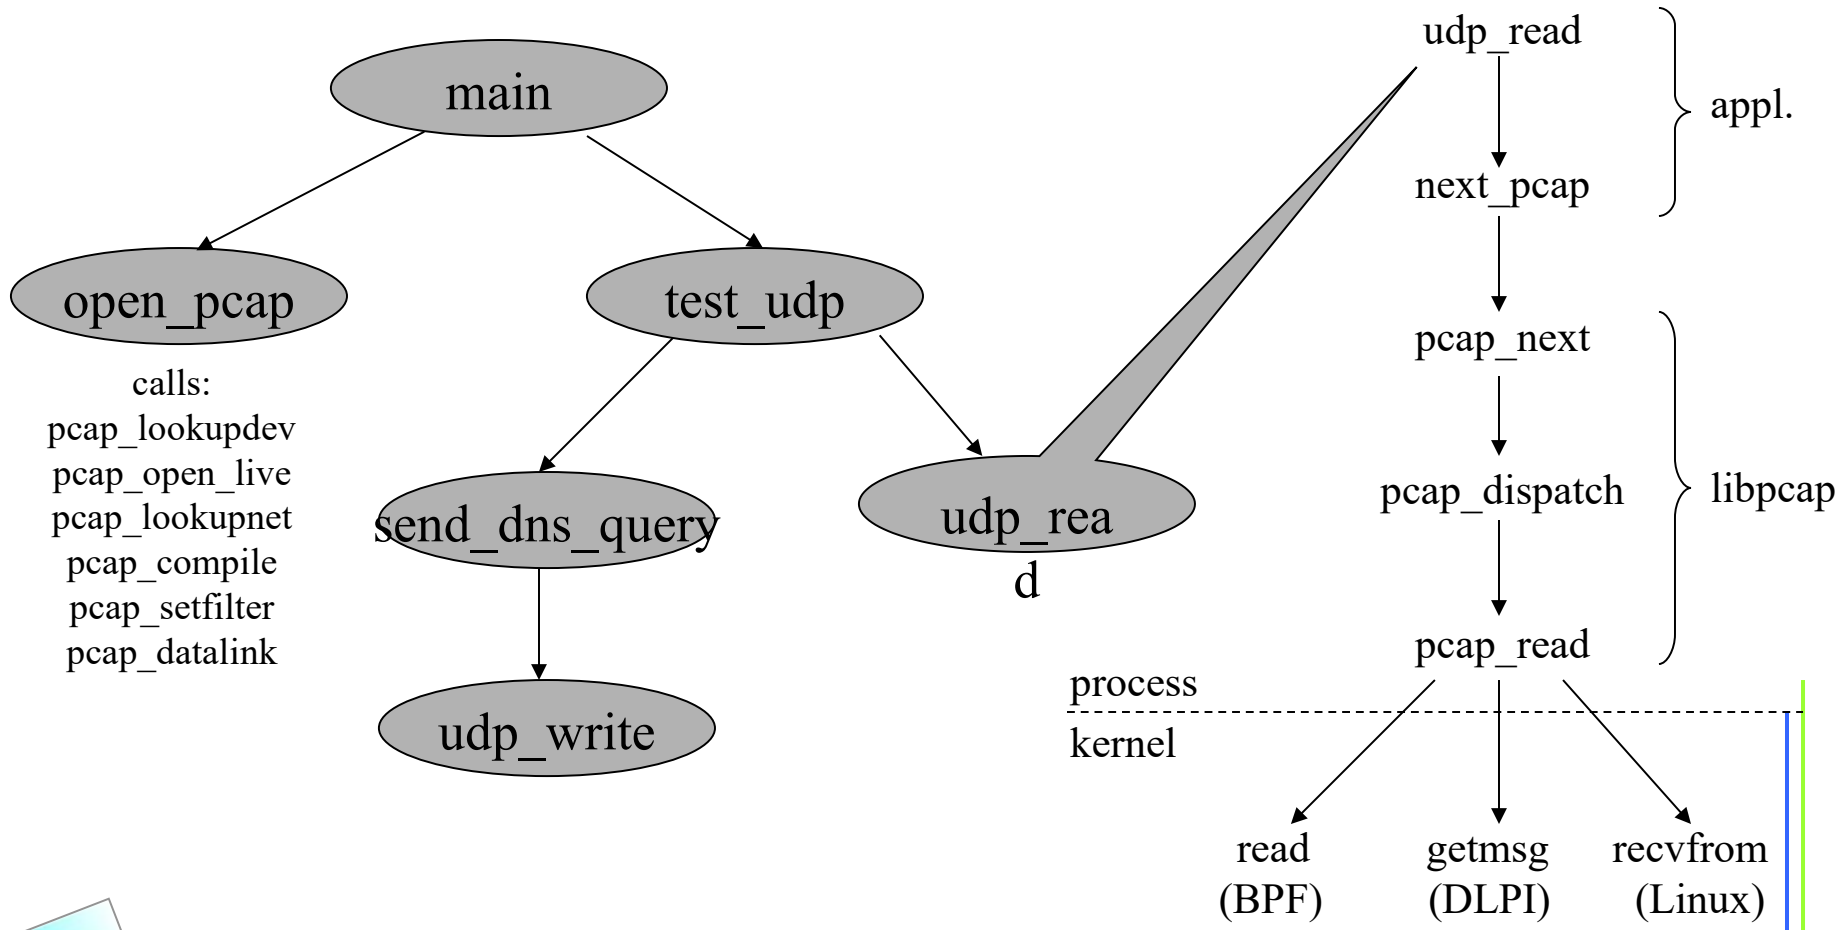 main
open_pcap
test_udp
calls:
pcap_lookupdev
pcap_open_live
pcap_lookupnet
pcap_compile
pcap_setfilter
pcap_datalink
send_dns_query
udp_rea
d
udp_write
udp_read
appl.
next_pcap
pcap_next
pcap_dispatch
libpcap
pcap_read
process
kernel
read
(BPF)
getmsg
(DLPI)
recvfrom
(Linux)